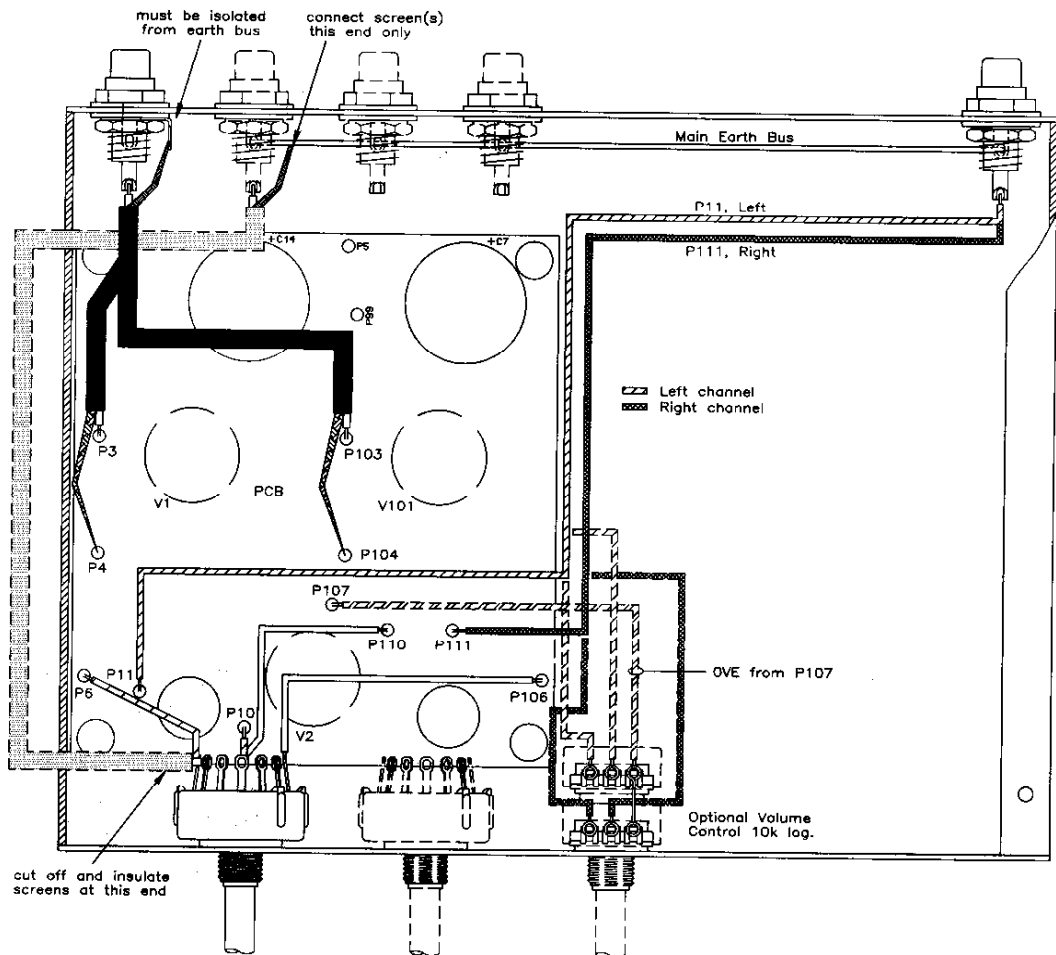 must be isolated
from earth bus
connect screen(s)
this end only
Main Earth Bus
P11, Left
P111, Right
+C14
P5
+C7
P99
Left channel
Right channel
P3
P103
V1
PCB
V101
P4
P104
P107
P110
P111
P11
P6
P106
OVE from P107
P10
V2
Optional Volume
Control 10k log.
cut off and insulate
screens at this end